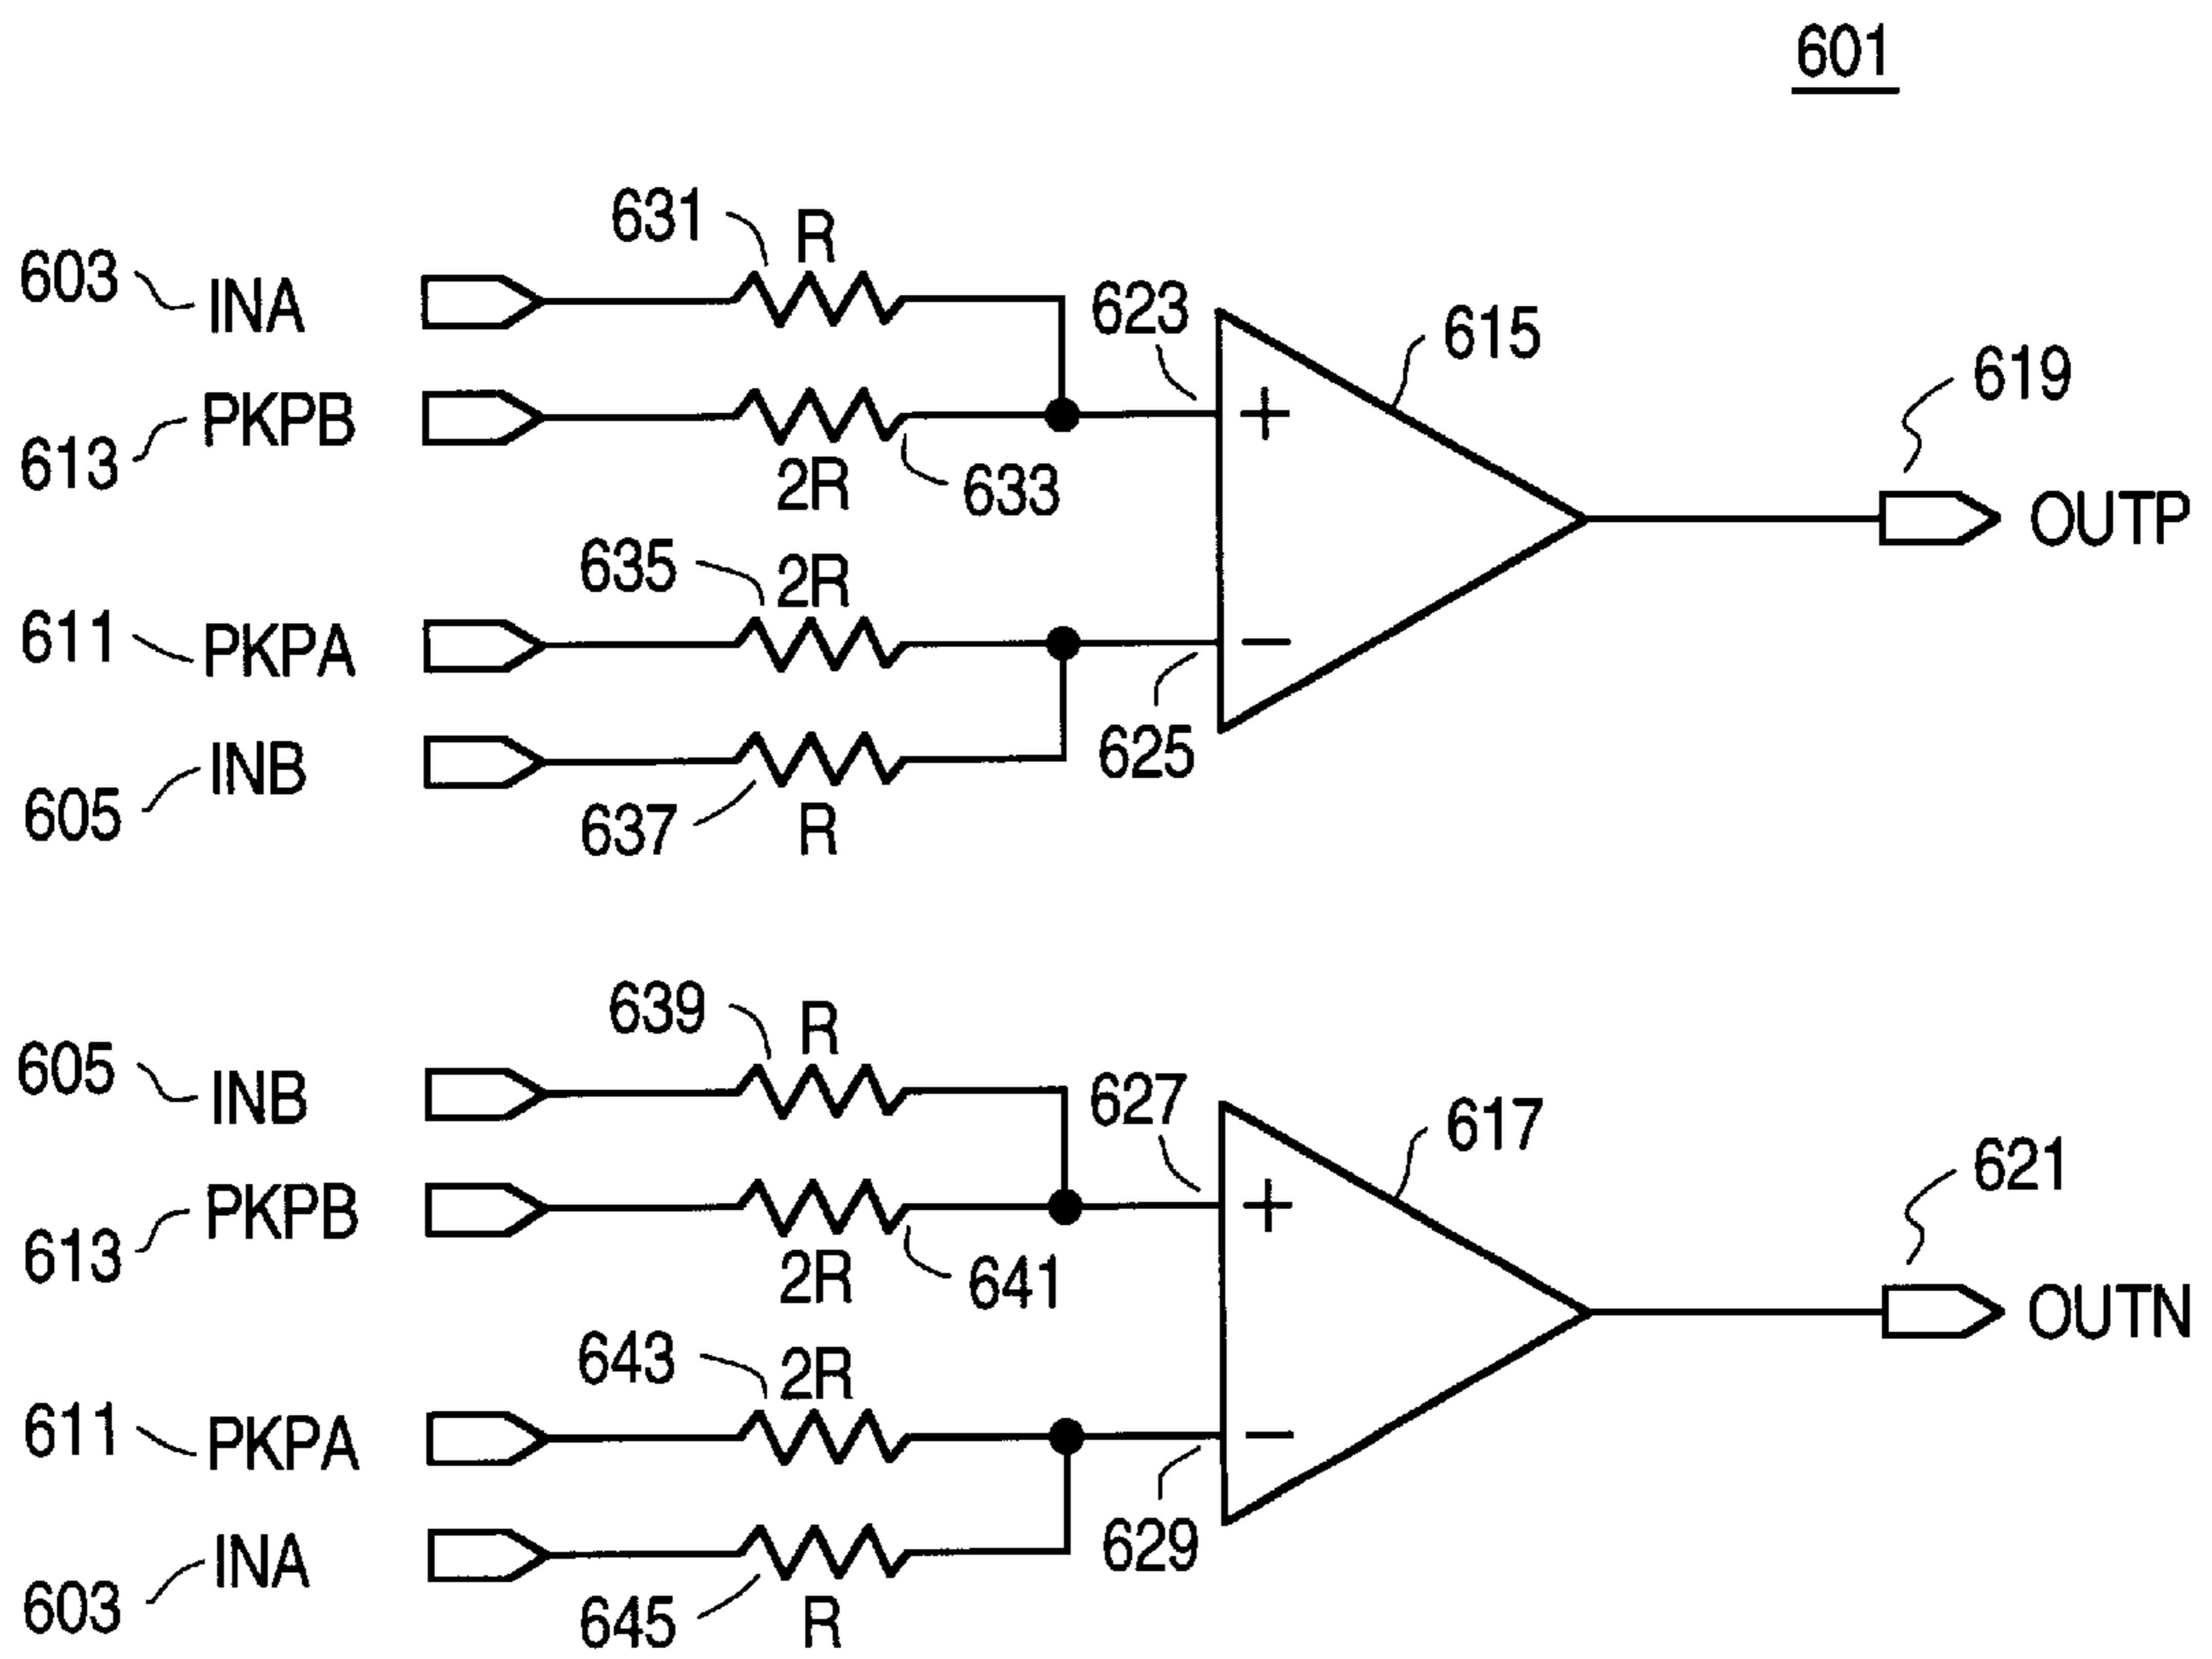 601
631 R
603 INA
623
615
619
613 PKPB
2R 633
OUTP
635 2R
611 PKPA
625
605 INB
637 R
639 R
605 INB
627
617
621
613 PKPB
2R 641
OUTN
643 2R
611 PKPA
629
603 INA
645 R
+
−
+
−